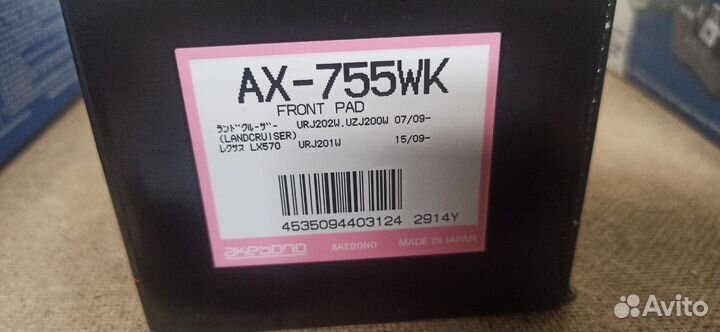 AX-755WK
FRONT PAD
ランドクルーザー URJ202W.UZJ200W 07/09-
(LANDCRUISER)
レクサス LX570 URJ201W 15/09-
4535094403124 2914Y
akebono AKEBONO MADE IN JAPAN
Avito